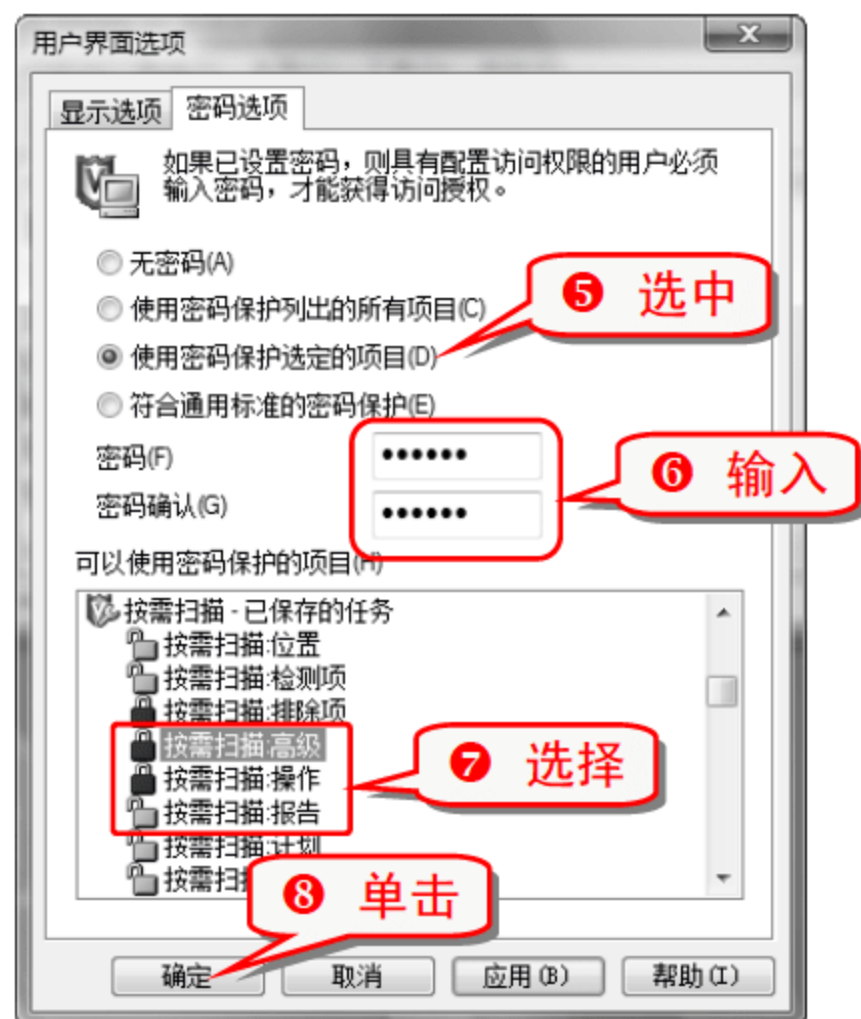 用户界面选项
显示选项 密码选项
如果已设置密码，则具有配置访问权限的用户必须
输入密码，才能获得访问授权。
无密码(A)
使用密码保护列出的所有项目(C)
❺ 选中
使用密码保护选定的项目(D)
符合通用标准的密码保护(E)
密码(F) ●●●●●●
❻ 输入
密码确认(G) ●●●●●●
可以使用密码保护的项目(H)
按需扫描 - 已保存的任务
按需扫描:位置
按需扫描:检测项
按需扫描:排除项
按需扫描:高级
❼ 选择
按需扫描:操作
按需扫描:报告
按需扫描:计划
按需扫
❽ 单击
确定 取消 应用(B) 帮助(I)